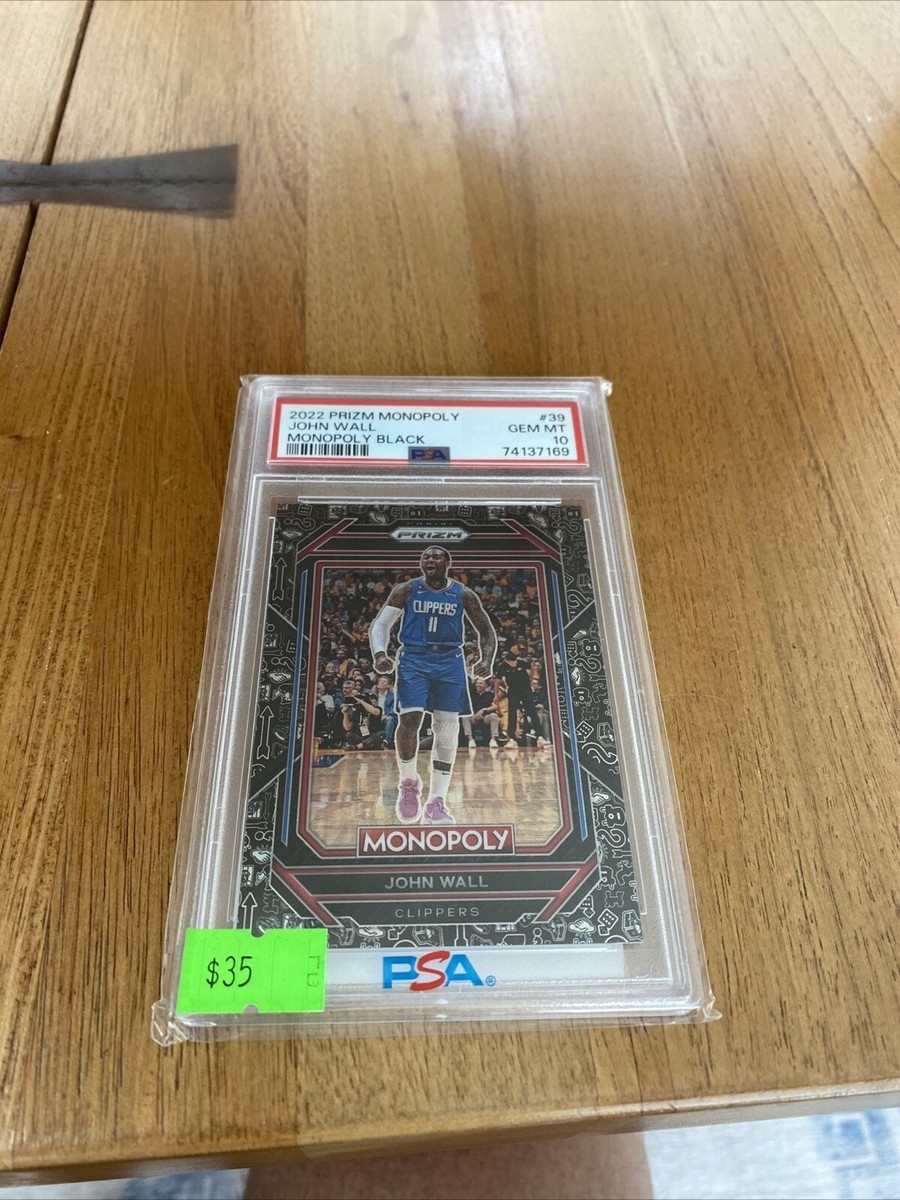 2022 PRIZM MONOPOLY #39
JOHN WALL GEM MT
MONOPOLY BLACK 10
PSA 74137169
PANINI
PRIZM
CLIPPERS
11
MONOPOLY
JOHN WALL
CLIPPERS
$35
PSA®